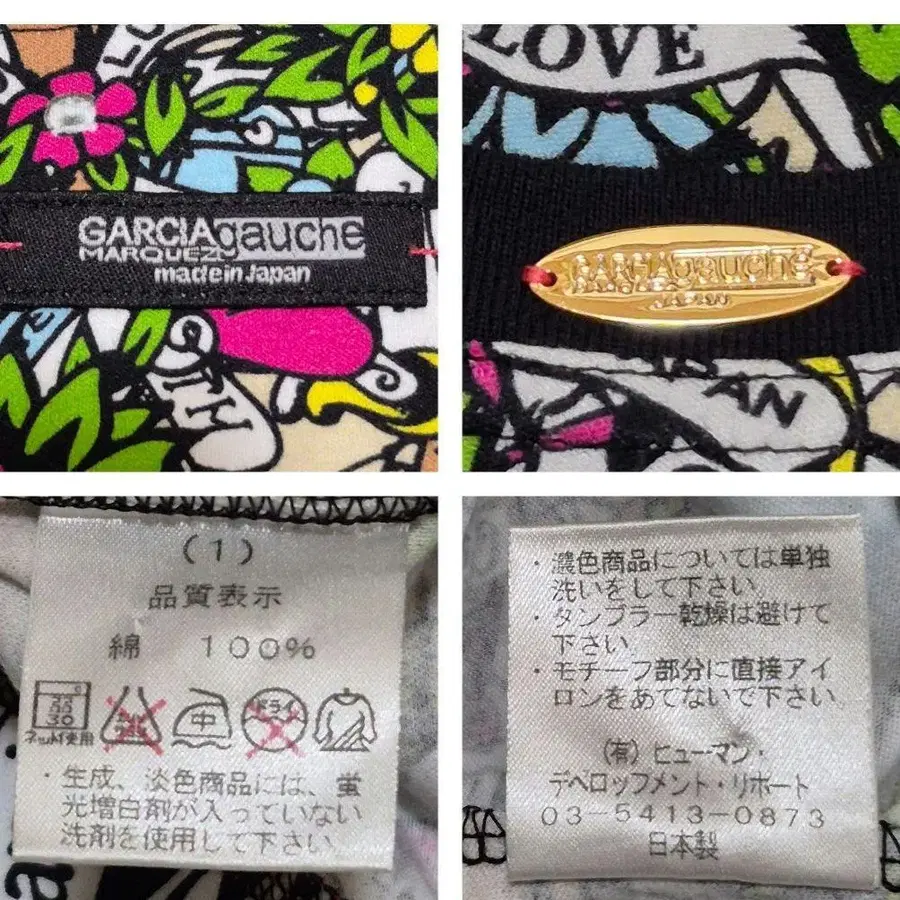 LO
GARCIA gauche
MARQUEZ
made in Japan
LOVE
GARCIA gauche
MARQUEZ
JAPAN
AN
(1)
品質表示
綿 100%
30
ネット使用
中
ドライ
・生成、淡色商品には、蛍
光増白剤が入っていない
洗剤を使用して下さい
・濃色商品については単独
洗いをして下さい
・タンブラー乾燥は避けて
下さい
・モチーフ部分に直接アイ
ロンをあてないで下さい
(有)ヒューマン・
デベロップメント・リポート
03-5413-0873
日本製